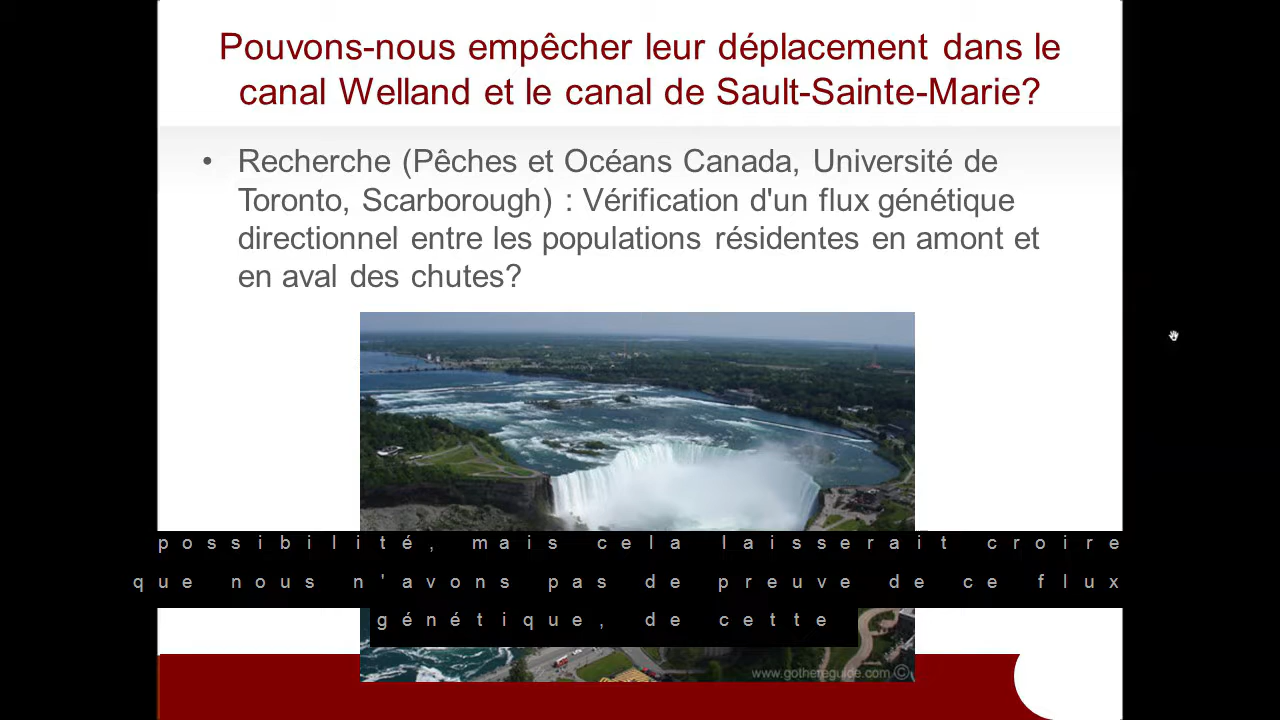 Pouvons-nous empêcher leur déplacement dans le
canal Welland et le canal de Sault-Sainte-Marie?
• Recherche (Pêches et Océans Canada, Université de
Toronto, Scarborough) : Vérification d'un flux génétique
directionnel entre les populations résidentes en amont et
en aval des chutes?
possibilité, mais cela laisserait croire
que nous n'avons pas de preuve de ce flux
génétique, de cette
www.gothereguide.com ©